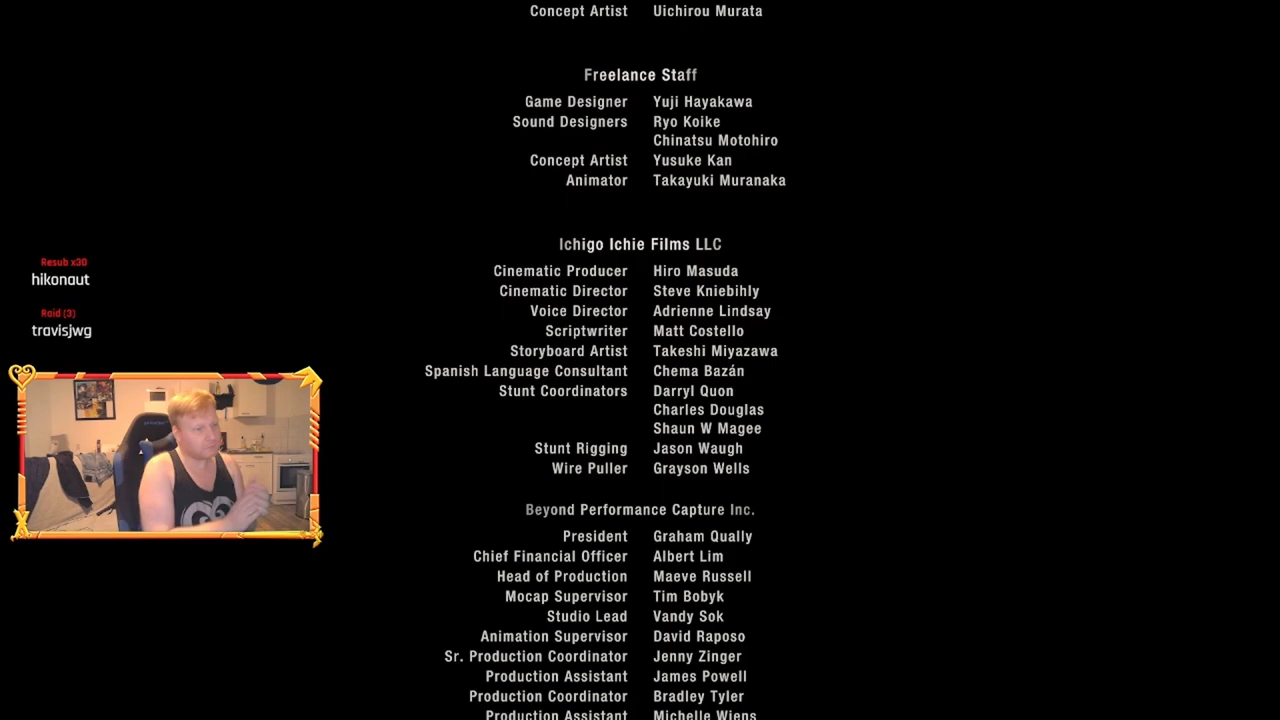 Concept Artist Uichirou Murata
Freelance Staff
Game Designer Yuji Hayakawa
Sound Designers Ryo Koike
Chinatsu Motohiro
Concept Artist Yusuke Kan
Animator Takayuki Muranaka
Ichigo Ichie Films LLC
Cinematic Producer Hiro Masuda
Cinematic Director Steve Kniebihly
Voice Director Adrienne Lindsay
Scriptwriter Matt Costello
Storyboard Artist Takeshi Miyazawa
Spanish Language Consultant Chema Bazán
Stunt Coordinators Darryl Quon
Charles Douglas
Shaun W Magee
Stunt Rigging Jason Waugh
Wire Puller Grayson Wells
Beyond Performance Capture Inc.
President Graham Qually
Chief Financial Officer Albert Lim
Head of Production Maeve Russell
Mocap Supervisor Tim Bobyk
Studio Lead Vandy Sok
Animation Supervisor David Raposo
Sr. Production Coordinator Jenny Zinger
Production Assistant James Powell
Production Coordinator Bradley Tyler
Production Assistant Michelle Wiens
Resub x30
hikonaut
Raid (3)
travisjwg